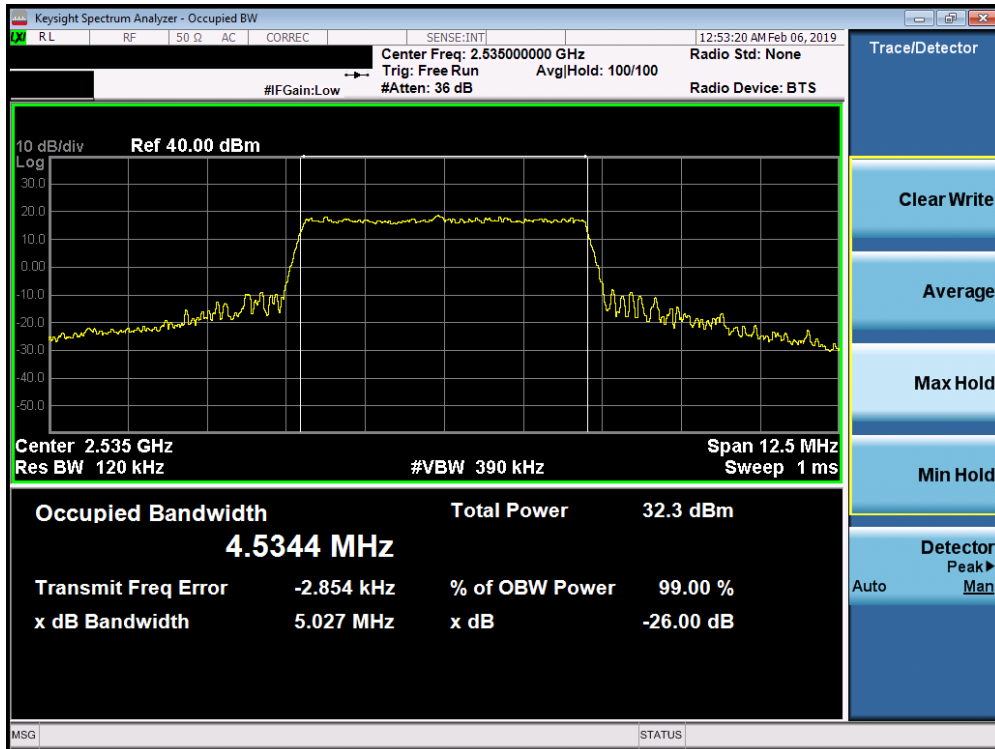 Keysight Spectrum Analyzer - Occupied BW
LXI RL RF 50 Ω AC CORREC SENSE:INT 12:53:20 AM Feb 06, 2019
Center Freq: 2.535000000 GHz Radio Std: None
Trig: Free Run Avg|Hold: 100/100
#IFGain:Low #Atten: 36 dB Radio Device: BTS
10 dB/div Ref 40.00 dBm
Log
30.0
20.0
10.0
0.00
-10.0
-20.0
-30.0
-40.0
-50.0
Center 2.535 GHz Span 12.5 MHz
Res BW 120 kHz #VBW 390 kHz Sweep 1 ms
Occupied Bandwidth Total Power 32.3 dBm
4.5344 MHz
Transmit Freq Error -2.854 kHz % of OBW Power 99.00 %
x dB Bandwidth 5.027 MHz x dB -26.00 dB
MSG STATUS
Trace/Detector
Clear Write
Average
Max Hold
Min Hold
Detector
Peak▶
Auto Man